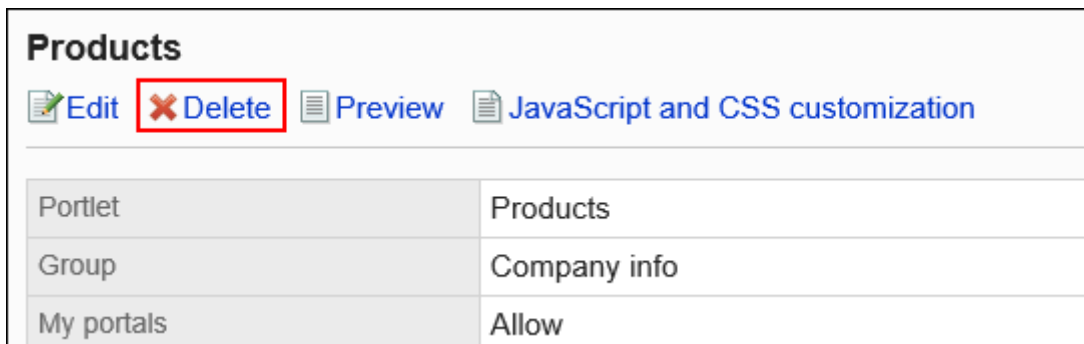 Products
Edit Delete Preview JavaScript and CSS customization
Portlet Products
Group Company info
My portals Allow